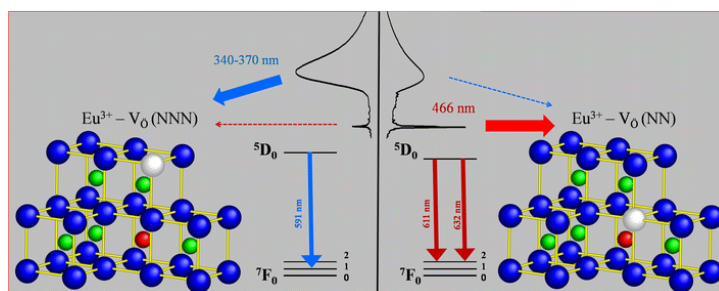 340-370 nm
466 nm
Eu³⁺ – V_Ö (NNN)
Eu³⁺ – V_Ö (NN)
⁵D₀
⁵D₀
591 nm
611 nm
632 nm
2
1
0
⁷F₀
2
1
0
⁷F₀